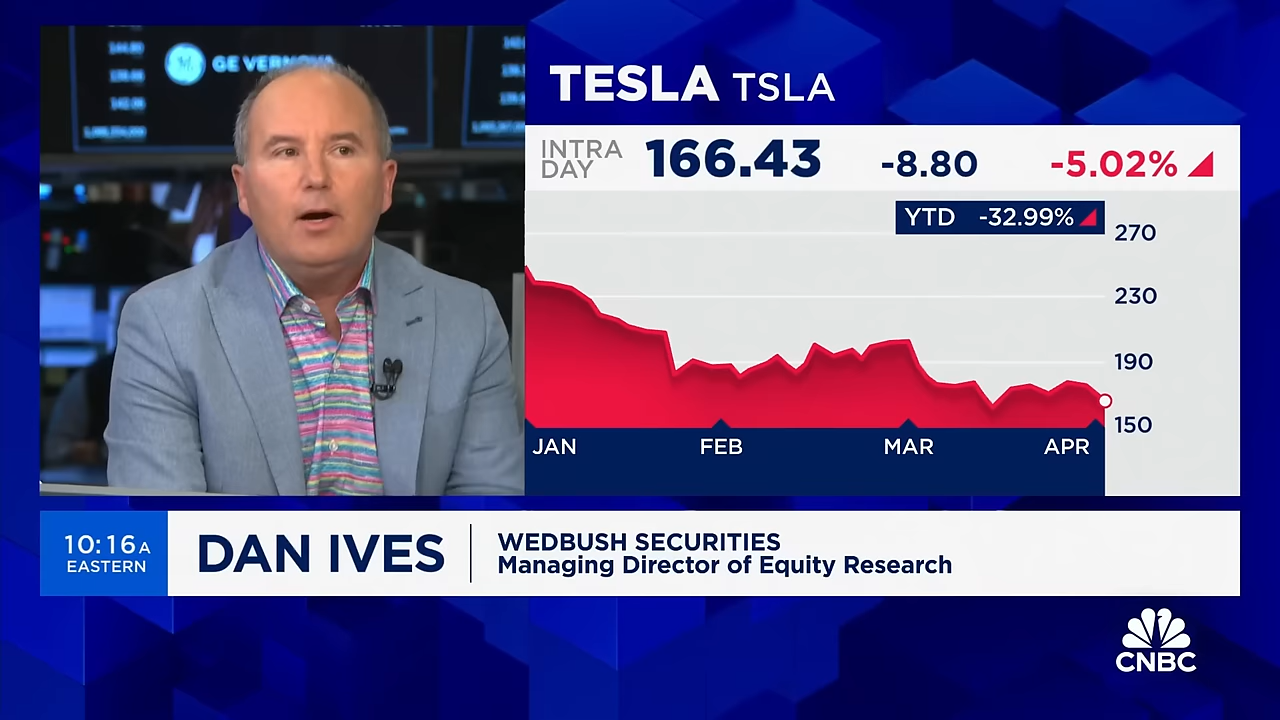 GE VERNOVA
TESLA TSLA
INTRA
DAY
166.43 -8.80 -5.02%
YTD -32.99%
270
230
190
150
JAN FEB MAR APR
10:16 A
EASTERN
DAN IVES
WEDBUSH SECURITIES
Managing Director of Equity Research
CNBC